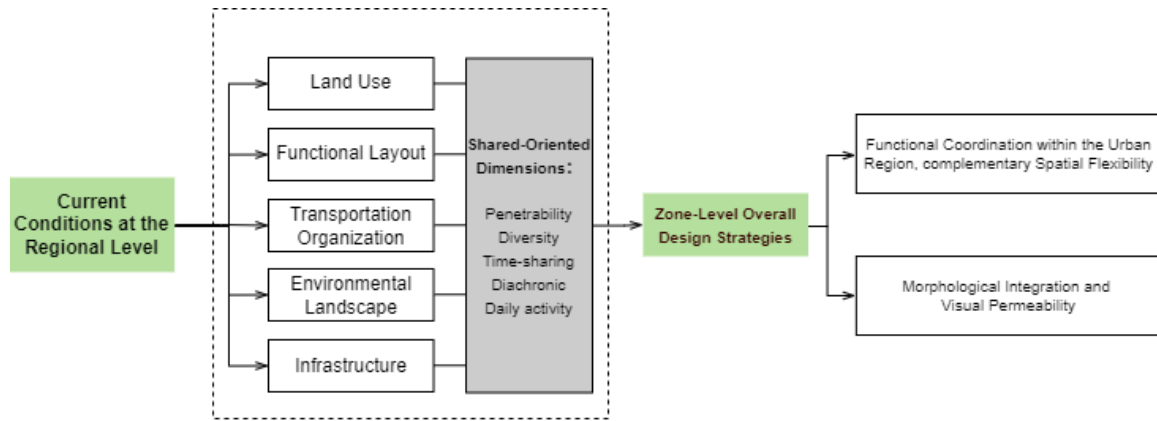 Current
Conditions at the
Regional Level
Land Use
Functional Layout
Transportation
Organization
Environmental
Landscape
Infrastructure
Shared-Oriented
Dimensions:
Penetrability
Diversity
Time-sharing
Diachronic
Daily activity
Zone-Level Overall
Design Strategies
Functional Coordination within the Urban
Region, complementary Spatial Flexibility
Morphological Integration and
Visual Permeability